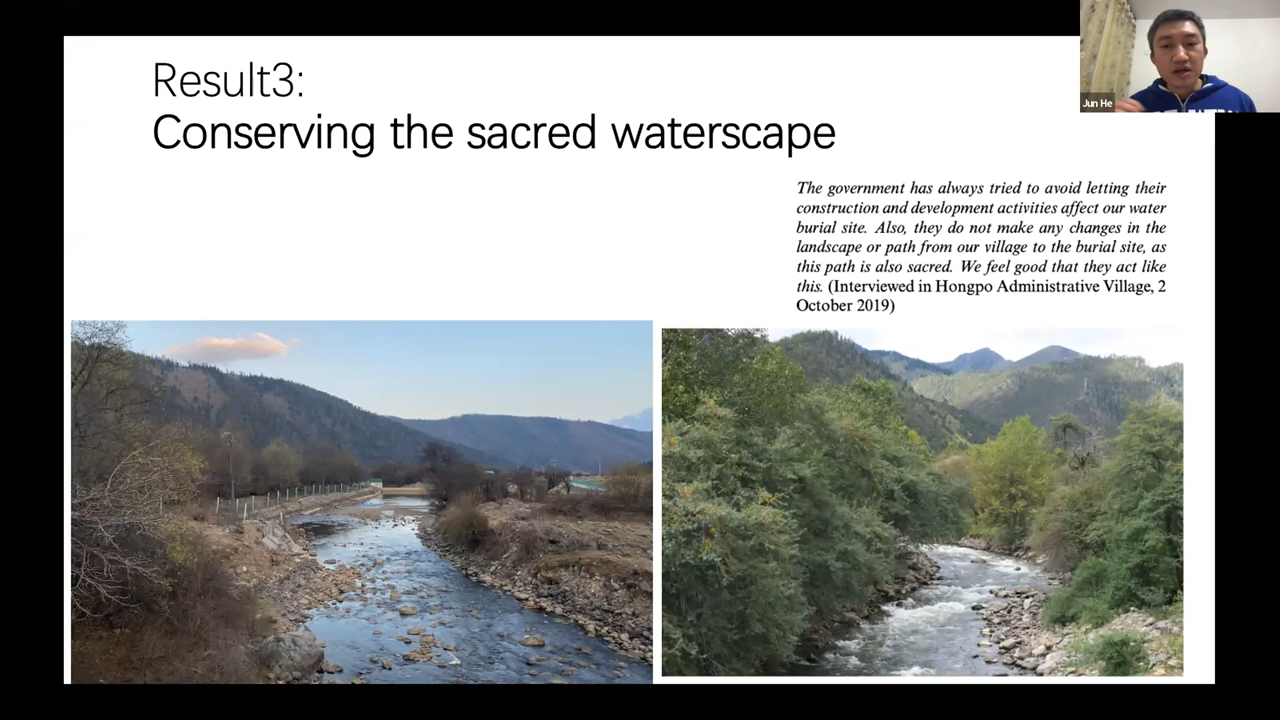 Result3:
Conserving the sacred waterscape
Jun He
The government has always tried to avoid letting their
construction and development activities affect our water
burial site. Also, they do not make any changes in the
landscape or path from our village to the burial site, as
this path is also sacred. We feel good that they act like
this. (Interviewed in Hongpo Administrative Village, 2
October 2019)